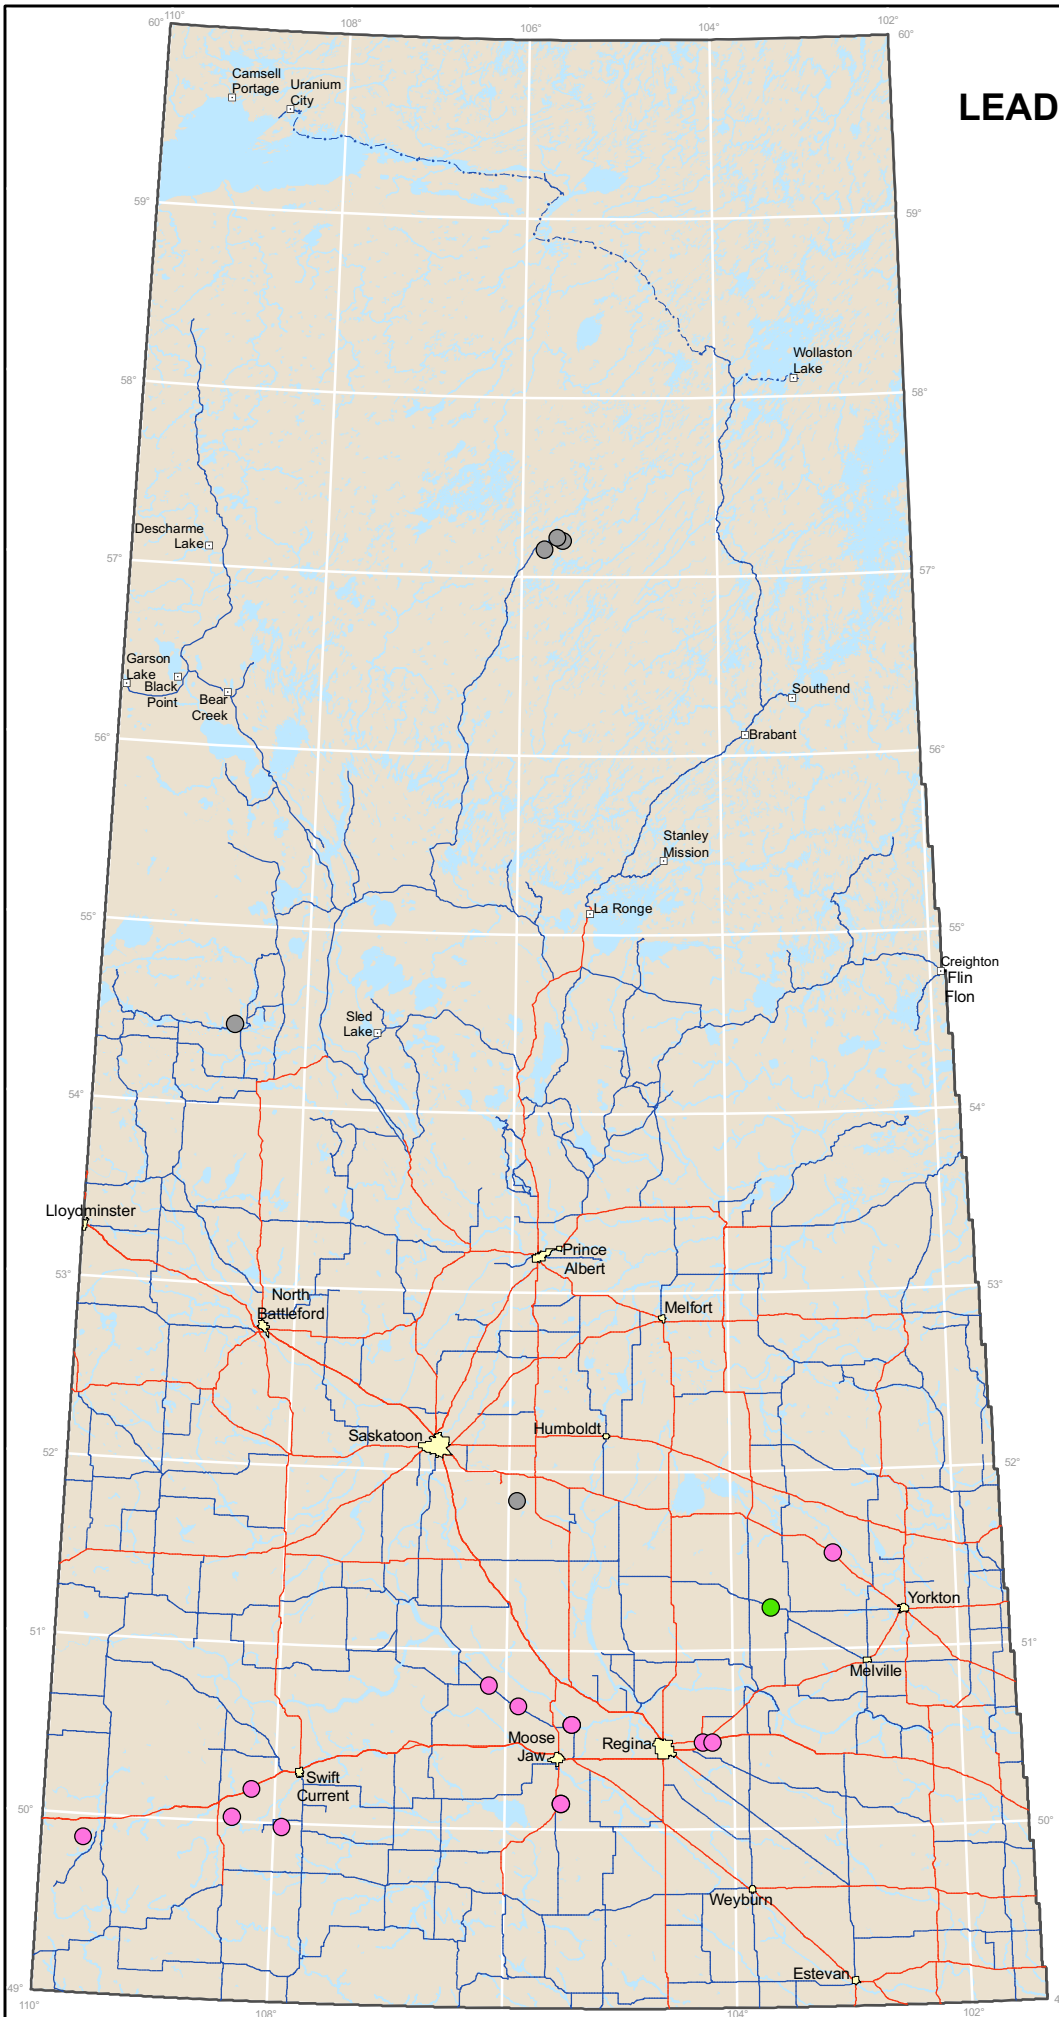 110°
60°
108°
106°
104°
102°
60°
LEAD
Camsell
Portage
Uranium
City
59°
59°
Wollaston
Lake
58°
58°
Descharme
Lake
57°
57°
Garson
Lake
Black
Point
Bear
Creek
Southend
Brabant
56°
56°
Stanley
Mission
La Ronge
55°
55°
Creighton
Flin
Flon
Sled
Lake
54°
54°
Lloydminster
Prince
Albert
53°
53°
North
Battleford
Melfort
Saskatoon
Humboldt
52°
52°
Yorkton
51°
51°
Melville
Moose
Jaw
Regina
Swift
Current
50°
50°
Weyburn
Estevan
49°
110°
108°
104°
102°